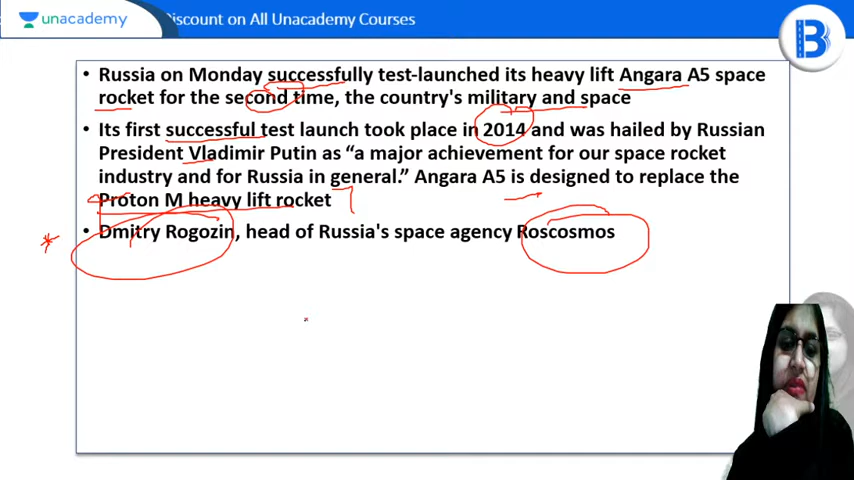 unacademy
Discount on All Unacademy Courses
B
• Russia on Monday successfully test-launched its heavy lift Angara A5 space
rocket for the second time, the country's military and space
• Its first successful test launch took place in 2014 and was hailed by Russian
President Vladimir Putin as “a major achievement for our space rocket
industry and for Russia in general.” Angara A5 is designed to replace the
Proton M heavy lift rocket
• Dmitry Rogozin, head of Russia's space agency Roscosmos